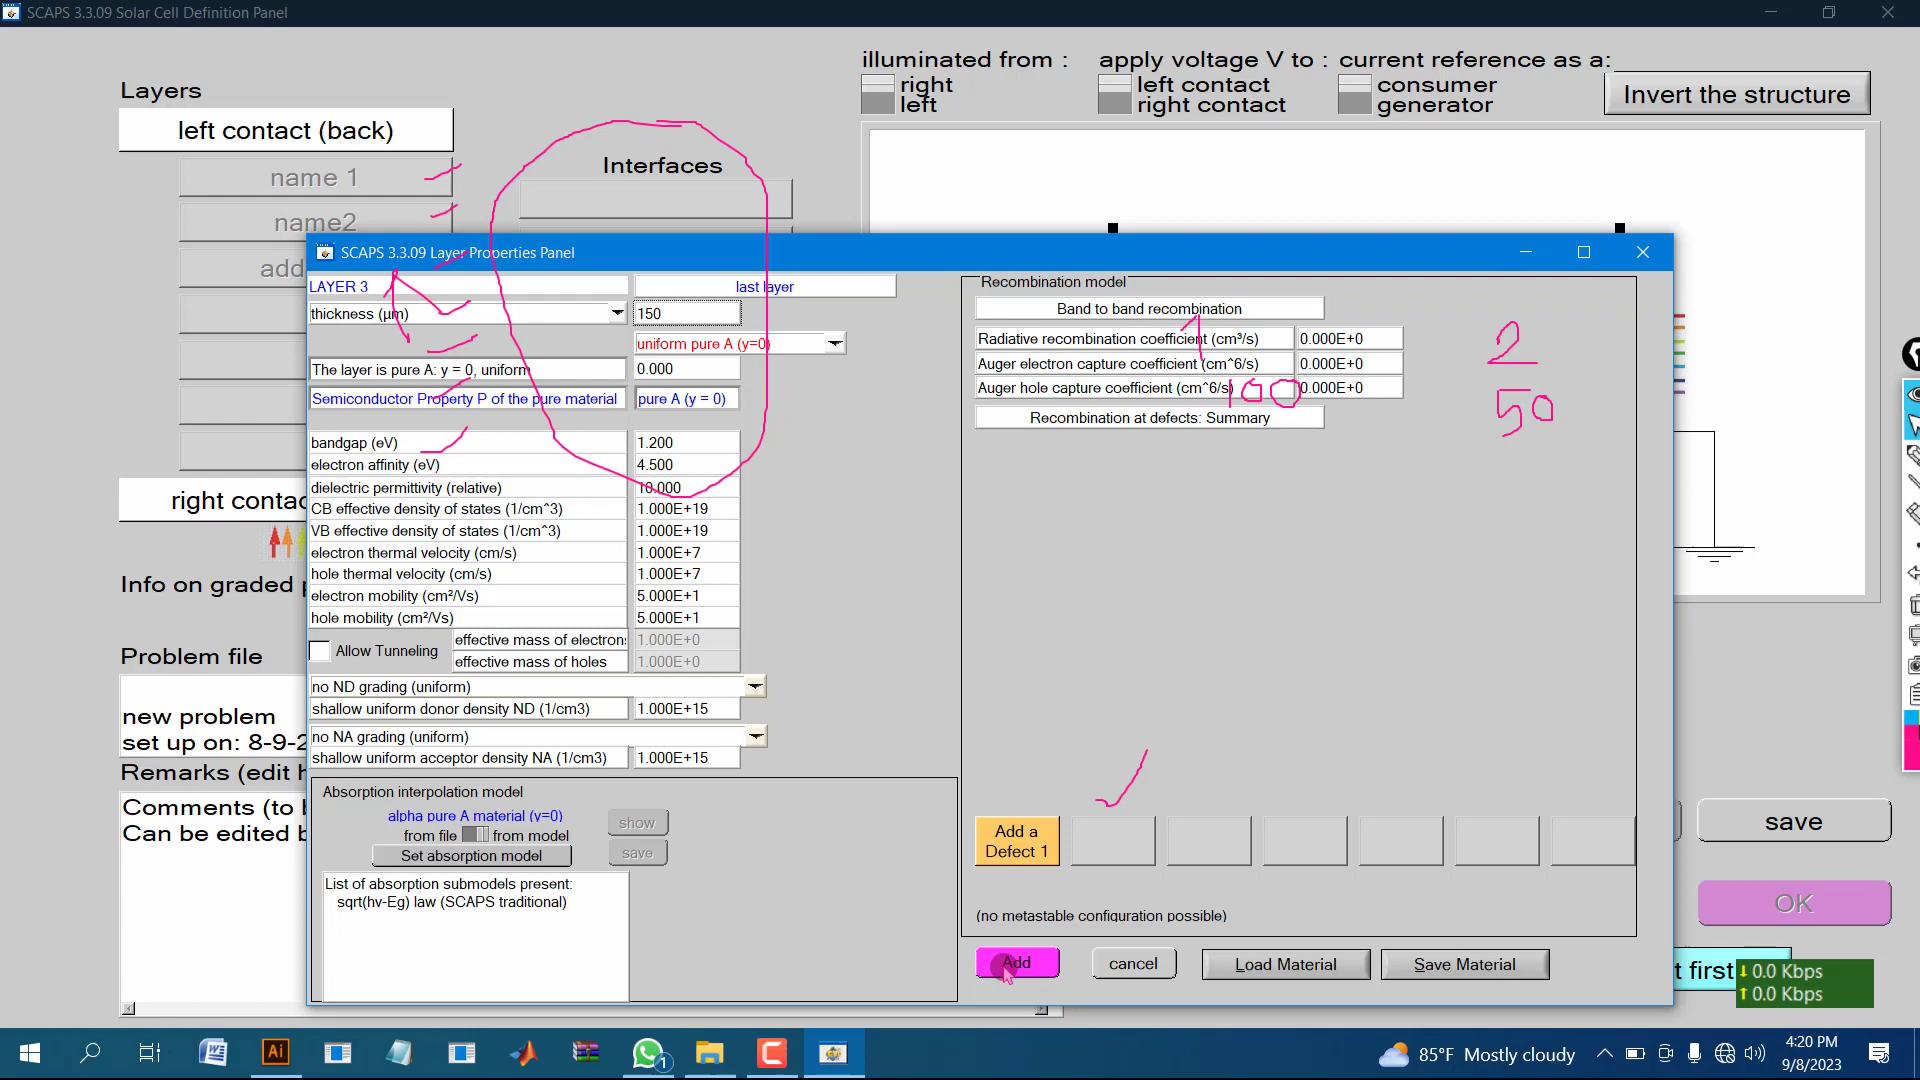 SCAPS 3.3.09 Solar Cell Definition Panel
illuminated from :
right
left
apply voltage V to :
left contact
right contact
current reference as a:
consumer
generator
Invert the structure
Layers
left contact (back)
name 1
name2
add
Interfaces
right contac
Info on graded p
Problem file
new problem
set up on: 8-9-2
Remarks (edit h
Comments (to b
Can be edited b
SCAPS 3.3.09 Layer Properties Panel
LAYER 3
last layer
thickness (µm)
150
uniform pure A (y=0)
The layer is pure A: y = 0, uniform
0.000
Semiconductor Property P of the pure material
pure A (y = 0)
bandgap (eV)
1.200
electron affinity (eV)
4.500
dielectric permittivity (relative)
10.000
CB effective density of states (1/cm^3)
1.000E+19
VB effective density of states (1/cm^3)
1.000E+19
electron thermal velocity (cm/s)
1.000E+7
hole thermal velocity (cm/s)
1.000E+7
electron mobility (cm²/Vs)
5.000E+1
hole mobility (cm²/Vs)
5.000E+1
Allow Tunneling
effective mass of electrons
1.000E+0
effective mass of holes
1.000E+0
no ND grading (uniform)
shallow uniform donor density ND (1/cm3)
1.000E+15
no NA grading (uniform)
shallow uniform acceptor density NA (1/cm3)
1.000E+15
Absorption interpolation model
alpha pure A material (y=0)
from file
from model
show
Set absorption model
save
List of absorption submodels present:
sqrt(hv-Eg) law (SCAPS traditional)
Recombination model
Band to band recombination
Radiative recombination coefficient (cm³/s)
0.000E+0
Auger electron capture coefficient (cm^6/s)
0.000E+0
Auger hole capture coefficient (cm^6/s)
0.000E+0
Recombination at defects: Summary
1
100
2
50
Add a
Defect 1
(no metastable configuration possible)
Add
cancel
Load Material
Save Material
save
OK
t first
0.0 Kbps
0.0 Kbps
Ai
1
85°F Mostly cloudy
4:20 PM
9/8/2023